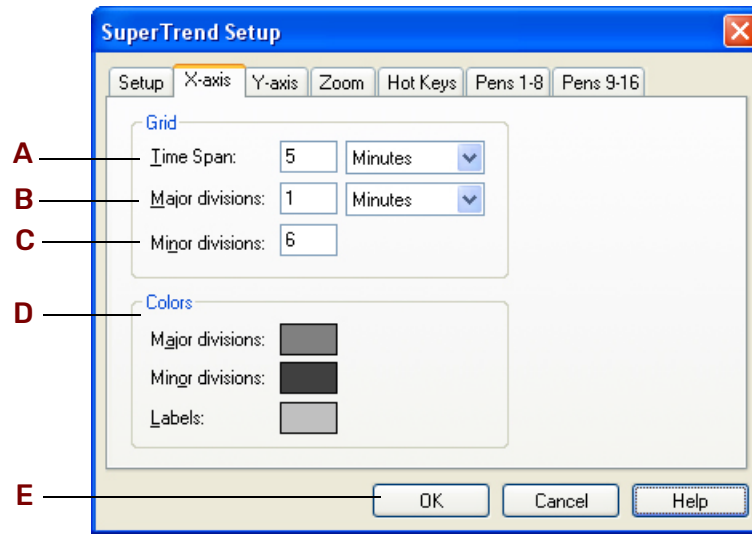 SuperTrend Setup
Setup X-axis Y-axis Zoom Hot Keys Pens 1-8 Pens 9-16
Grid
A Time Span: 5 Minutes
B Major divisions: 1 Minutes
C Minor divisions: 6
D Colors
Major divisions:
Minor divisions:
Labels:
E OK Cancel Help